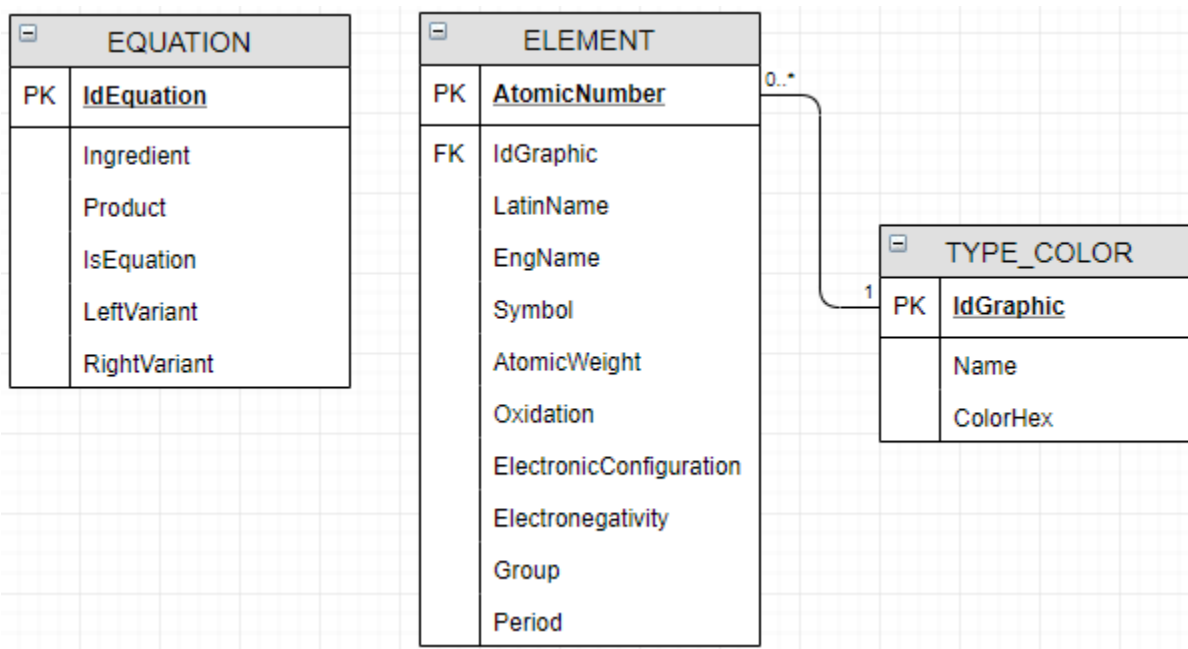 EQUATION
PK IdEquation
Ingredient
Product
IsEquation
LeftVariant
RightVariant
ELEMENT
PK AtomicNumber
FK IdGraphic
LatinName
EngName
Symbol
AtomicWeight
Oxidation
ElectronicConfiguration
Electronegativity
Group
Period
0..*
1
TYPE_COLOR
PK IdGraphic
Name
ColorHex